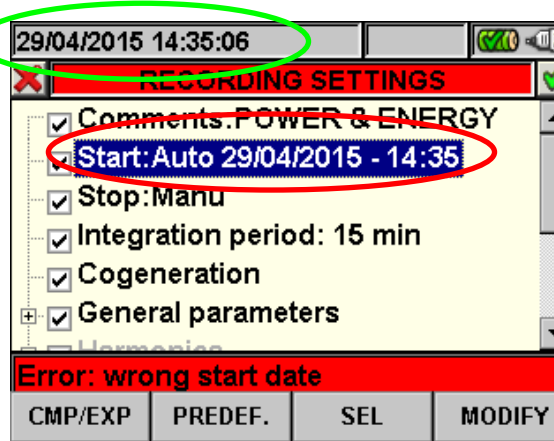 29/04/2015 14:35:06
RECORDING SETTINGS
Comments:POWER & ENERGY
Start:Auto 29/04/2015 - 14:35
Stop:Manu
Integration period: 15 min
Cogeneration
General parameters
Harmonics
Error: wrong start date
CMP/EXP PREDEF. SEL MODIFY